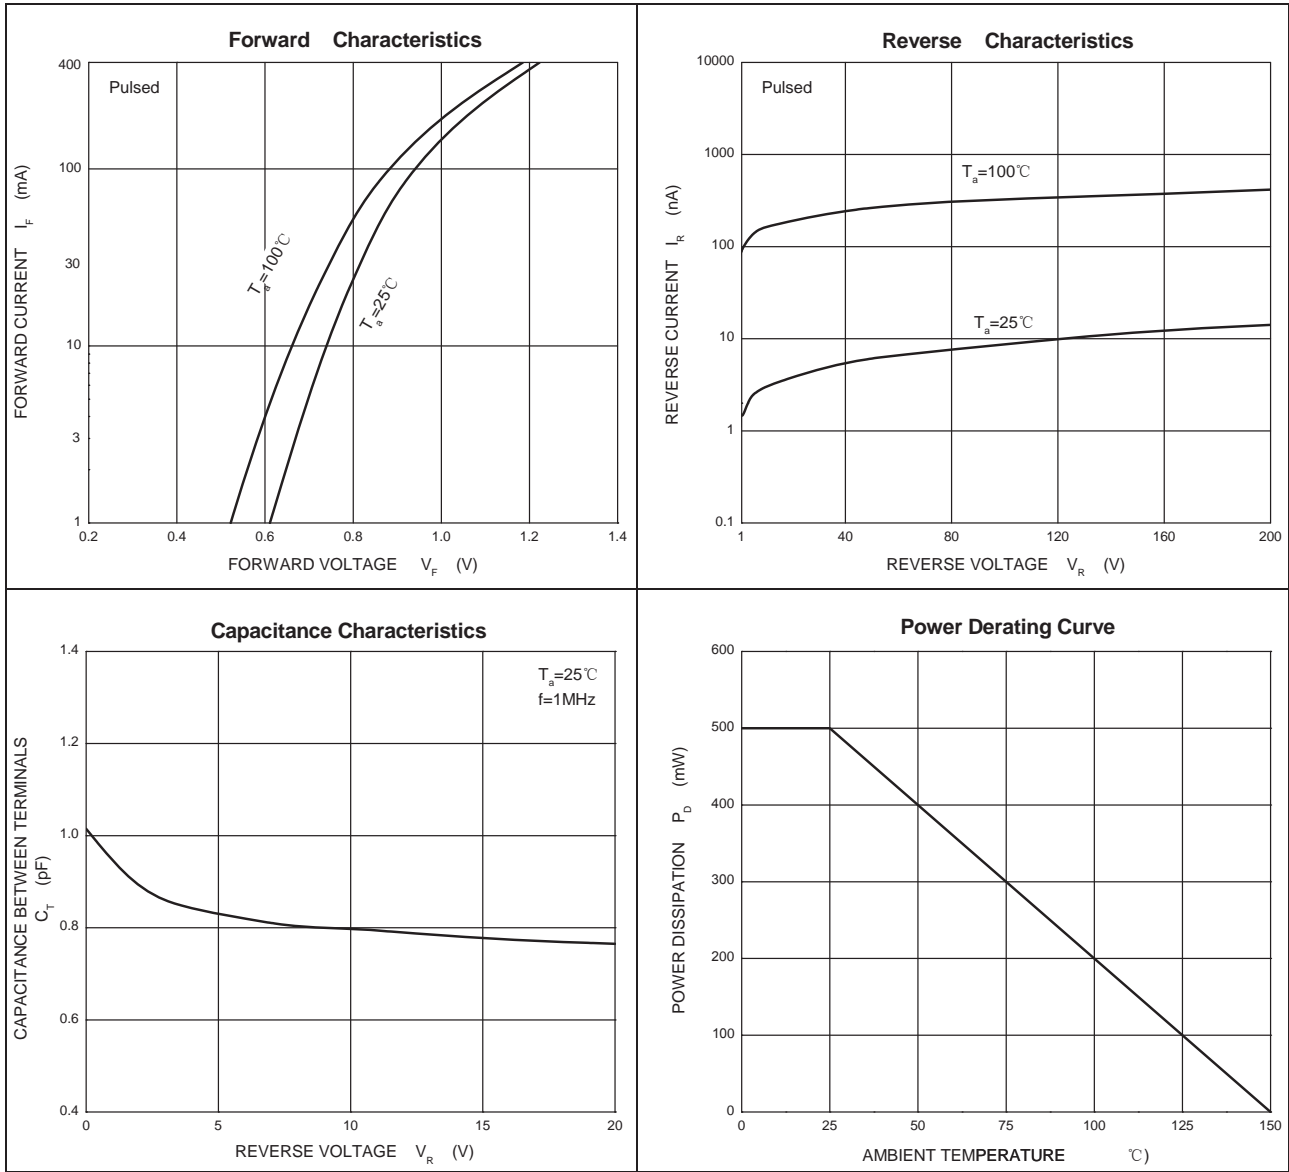 Forward Characteristics
Pulsed
400
100
30
10
3
1
0.2 0.4 0.6 0.8 1.0 1.2 1.4
FORWARD CURRENT I_F (mA)
T_a=100℃
T_a=25℃
FORWARD VOLTAGE V_F (V)
Reverse Characteristics
Pulsed
10000
1000
100
10
1
0.1
1 40 80 120 160 200
REVERSE CURRENT I_R (nA)
T_a=100℃
T_a=25℃
REVERSE VOLTAGE V_R (V)
Capacitance Characteristics
T_a=25℃
f=1MHz
1.4
1.2
1.0
0.8
0.6
0.4
0 5 10 15 20
CAPACITANCE BETWEEN TERMINALS
C_T (pF)
REVERSE VOLTAGE V_R (V)
Power Derating Curve
600
500
400
300
200
100
0
0 25 50 75 100 125 150
POWER DISSIPATION P_D (mW)
AMBIENT TEMPERATURE ℃)